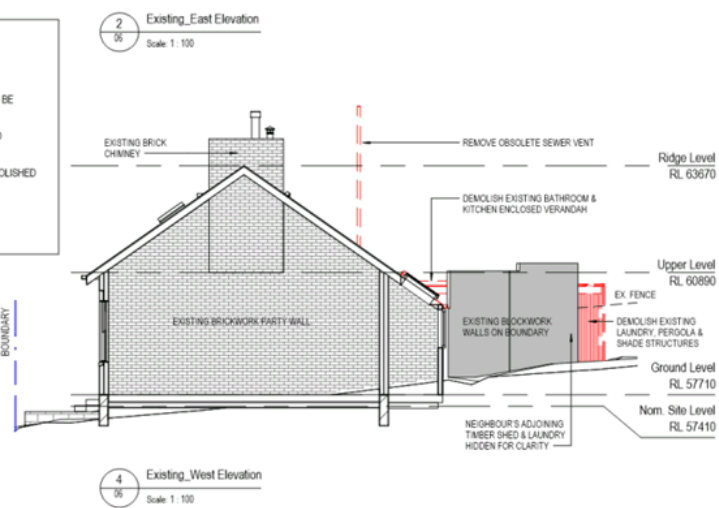 2
06
Existing_East Elevation
Scale 1 : 100
BE
OLISHED
EXISTING BRICK
CHIMNEY
REMOVE OBSOLETE SEWER VENT
Ridge Level
RL 63670
DEMOLISH EXISTING BATHROOM &
KITCHEN ENCLOSED VERANDAH
Upper Level
RL 60890
EX. FENCE
BOUNDARY
EXISTING BRICKWORK PARTY WALL
EXISTING BLOCKWORK
WALLS ON BOUNDARY
DEMOLISH EXISTING
LAUNDRY, PERGOLA &
SHADE STRUCTURES
Ground Level
RL 57710
Nom. Site Level
RL 57410
NEIGHBOUR'S ADJOINING
TIMBER SHED & LAUNDRY
HIDDEN FOR CLARITY
4
06
Existing_West Elevation
Scale 1 : 100